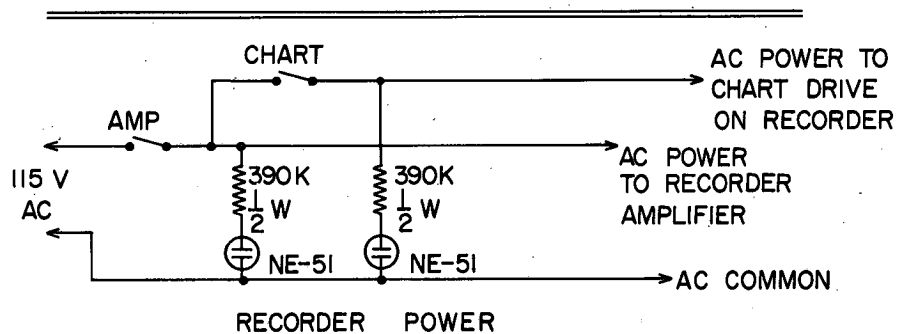 CHART
AC POWER TO
CHART DRIVE
ON RECORDER
AMP
115 V
AC
AC POWER
TO RECORDER
AMPLIFIER
390K
1/2 W
390K
1/2 W
NE-51
NE-51
AC COMMON
RECORDER POWER